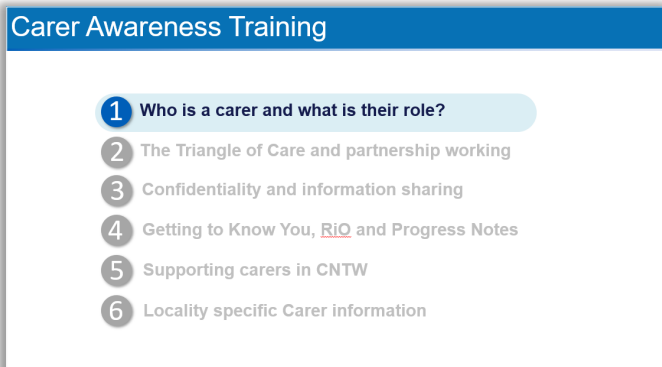 Carer Awareness Training
1 Who is a carer and what is their role?
2 The Triangle of Care and partnership working
3 Confidentiality and information sharing
4 Getting to Know You, RiO and Progress Notes
5 Supporting carers in CNTW
6 Locality specific Carer information